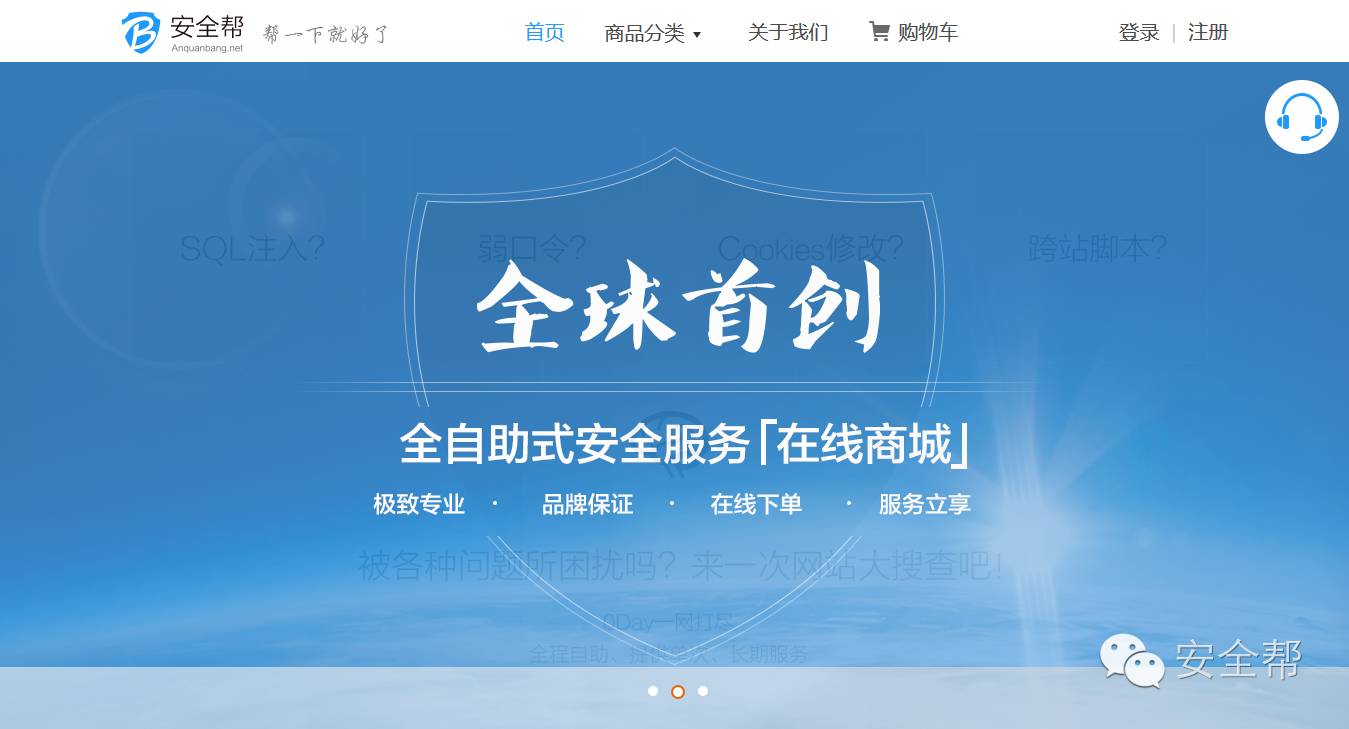 安全帮
Anquanbang.net
帮一下就好了
首页 商品分类 关于我们 购物车 登录 | 注册
SQL注入? 弱口令? Cookies修改? 跨站脚本?
全球首创
全自助式安全服务「在线商城」
极致专业 · 品牌保证 · 在线下单 · 服务立享
被各种问题所困扰吗?来一次网站大搜查吧!
0Day一网打尽
全程自助、提供单次、长期服务
安全帮